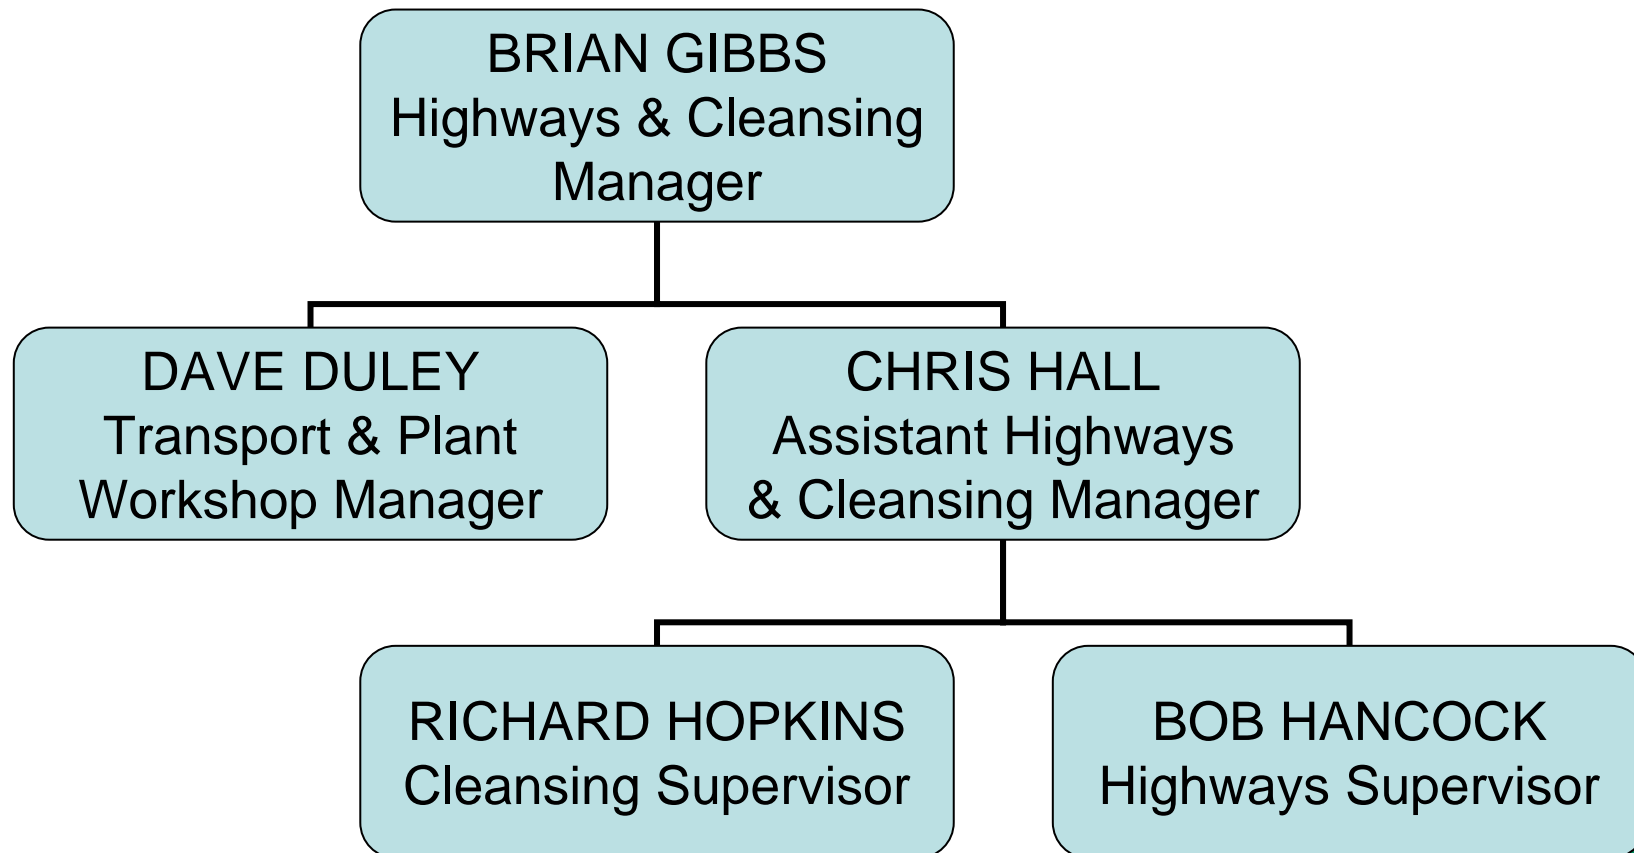 BRIAN GIBBS
Highways & Cleansing
Manager
DAVE DULEY
Transport & Plant
Workshop Manager
CHRIS HALL
Assistant Highways
& Cleansing Manager
RICHARD HOPKINS
Cleansing Supervisor
BOB HANCOCK
Highways Supervisor